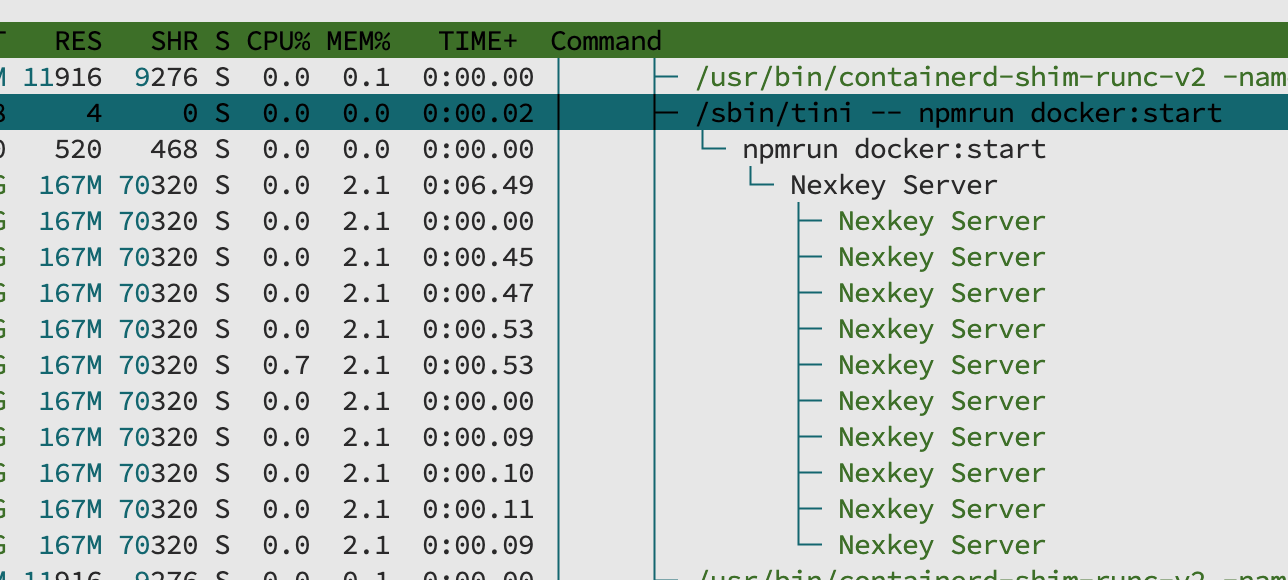 RES SHR S CPU% MEM% TIME+ Command
M 11916 9276 S 0.0 0.1 0:00.00 /usr/bin/containerd-shim-runc-v2 -nam
4 0 S 0.0 0.0 0:00.02 /sbin/tini -- npmrun docker:start
520 468 S 0.0 0.0 0:00.00 npmrun docker:start
G 167M 70320 S 0.0 2.1 0:06.49 Nexkey Server
G 167M 70320 S 0.0 2.1 0:00.00 Nexkey Server
G 167M 70320 S 0.0 2.1 0:00.45 Nexkey Server
G 167M 70320 S 0.0 2.1 0:00.47 Nexkey Server
G 167M 70320 S 0.0 2.1 0:00.53 Nexkey Server
G 167M 70320 S 0.7 2.1 0:00.53 Nexkey Server
G 167M 70320 S 0.0 2.1 0:00.00 Nexkey Server
G 167M 70320 S 0.0 2.1 0:00.09 Nexkey Server
G 167M 70320 S 0.0 2.1 0:00.10 Nexkey Server
G 167M 70320 S 0.0 2.1 0:00.11 Nexkey Server
G 167M 70320 S 0.0 2.1 0:00.09 Nexkey Server
M 11916 9276 S 0.0 0.1 0:00.00 /usr/bin/containerd-shim-runc-v2 -nam